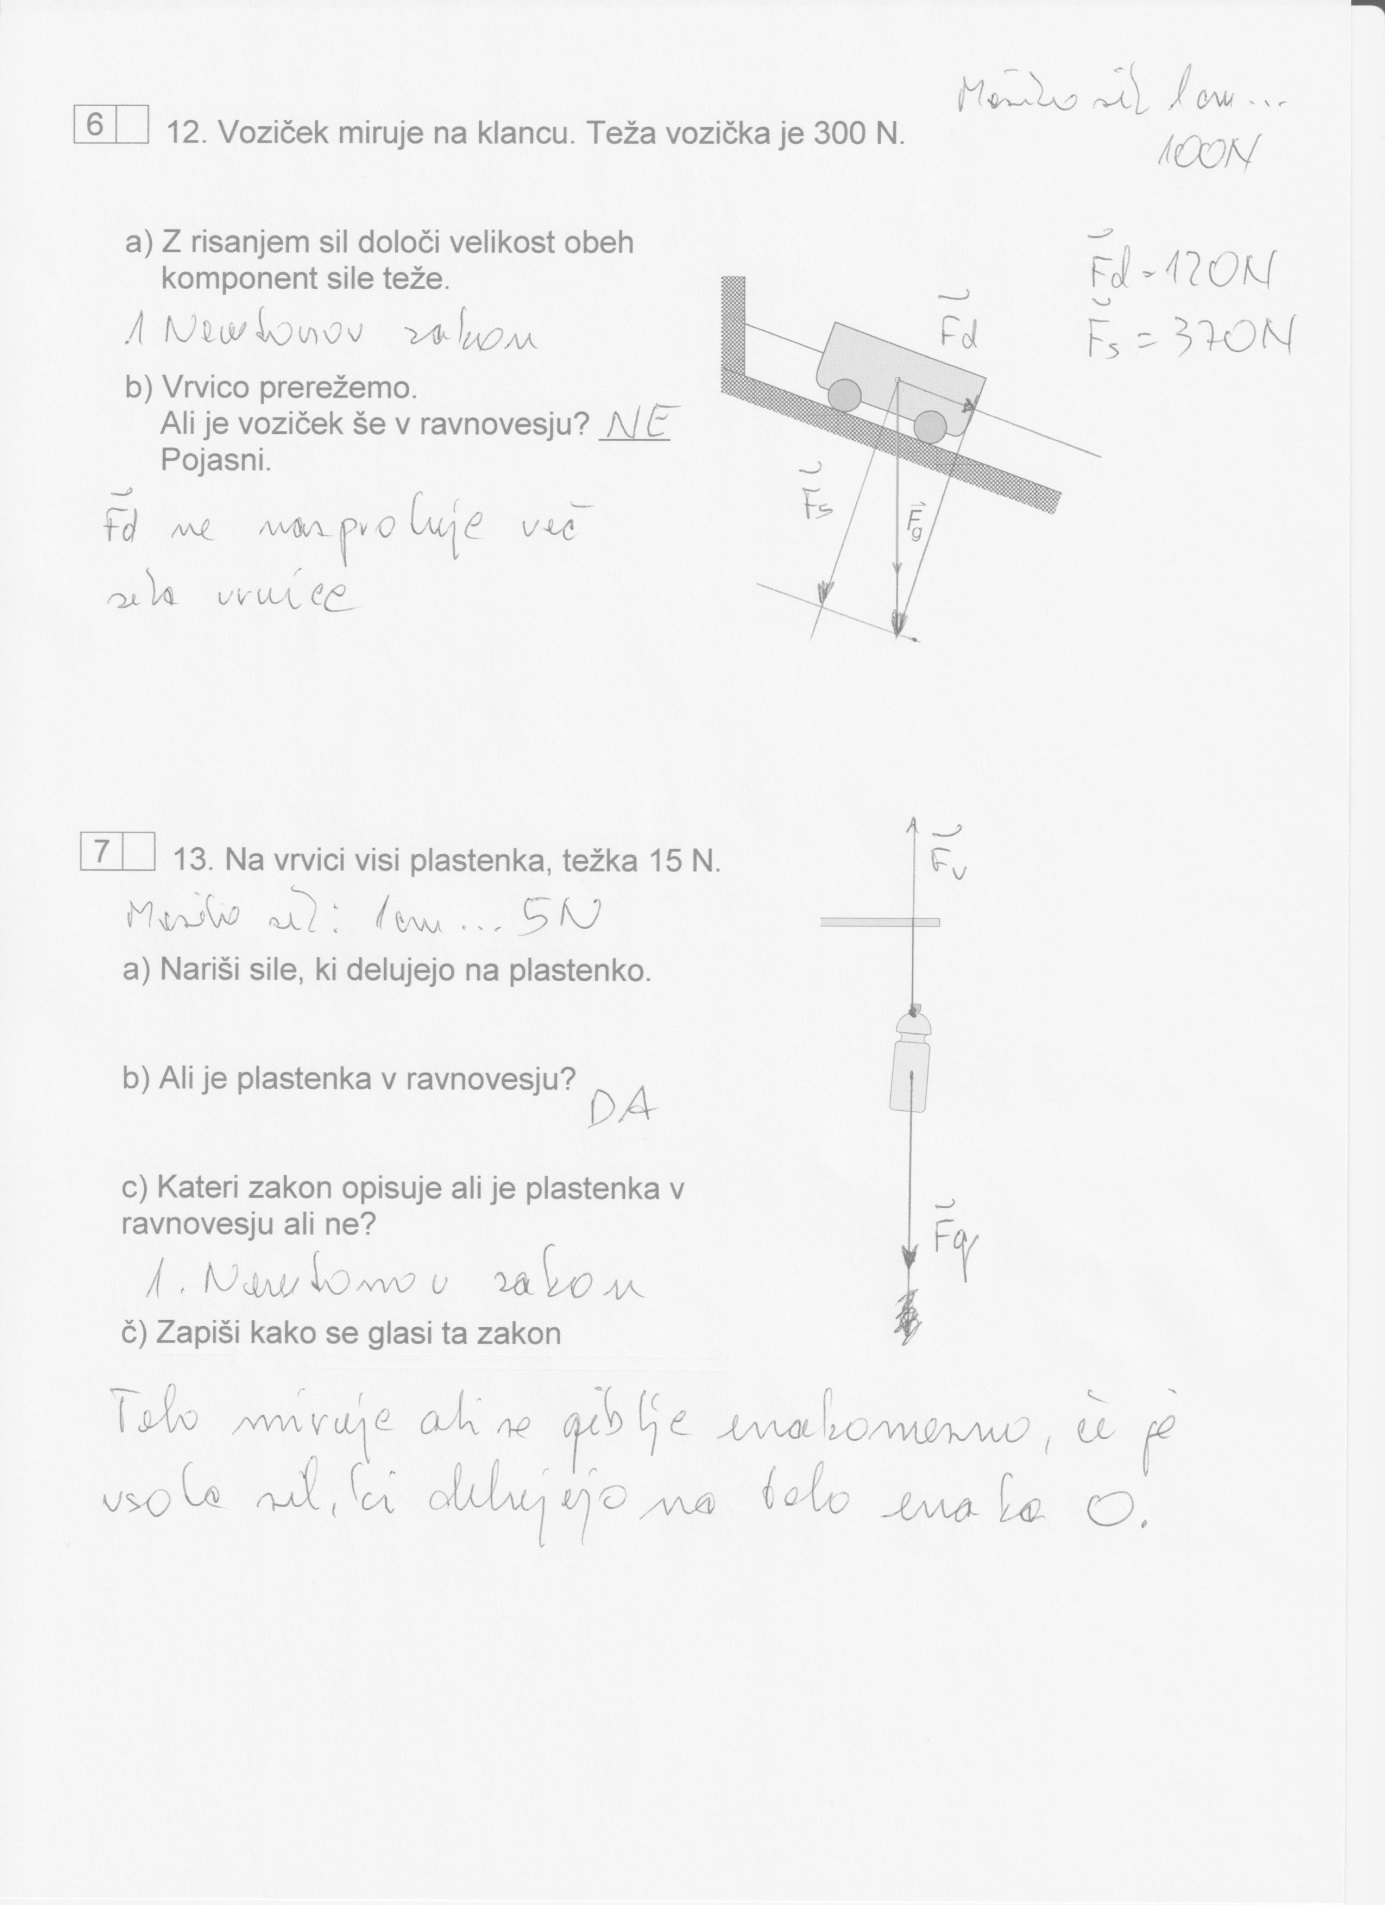 Merilo sil 1cm...
100N
6 12. Voziček miruje na klancu. Teža vozička je 300 N.
a) Z risanjem sil določi velikost obeh
komponent sile teže.
1 Newtonov zakon
Fd = 120N
Fs = 370N
Fd
b) Vrvico prerežemo.
Ali je voziček še v ravnovesju? NE
Pojasni.
Fs
Fg
Fd ne nasprotuje več
sila vrvice
7 13. Na vrvici visi plastenka, težka 15 N.
Fv
Merilo sil: 1cm ... 5N
a) Nariši sile, ki delujejo na plastenko.
b) Ali je plastenka v ravnovesju?
DA
c) Kateri zakon opisuje ali je plastenka v
ravnovesju ali ne?
Fg
1. Newtonov zakon
č) Zapiši kako se glasi ta zakon
Telo miruje ali se giblje enakomerno, če je
vsota sil, ki delujejo na telo enaka 0.